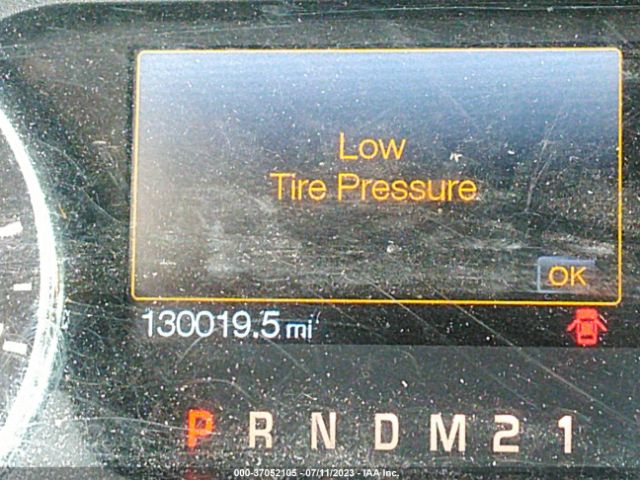 Low
Tire Pressure
OK
130019.5 mi
P R N D M 2 1
000-37052105 - 07/11/2023 - IAA Inc.